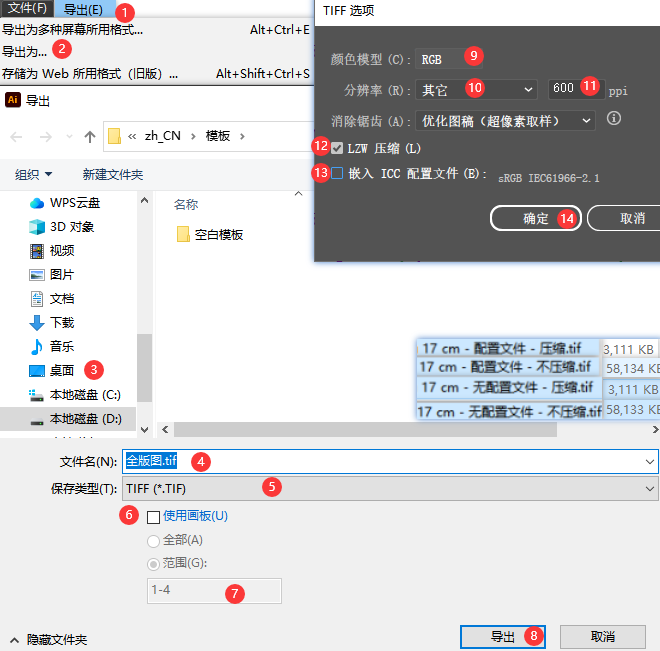 文件(F) 导出(E) 1
导出为多种屏幕所用格式... Alt+Ctrl+E
导出为... 2
存储为 Web 所用格式（旧版） ... Alt+Shift+Ctrl+S
Ai 导出
« zh_CN › 模板 ›
组织 新建文件夹
WPS云盘
3D 对象
视频
图片
文档
下载
音乐
桌面 3
本地磁盘 (C:)
本地磁盘 (D:)
名称
空白模板
TIFF 选项
颜色模型(C): RGB 9
分辨率(R): 其它 10 600 11 ppi
消除锯齿(A): 优化图稿（超像素取样）
12 LZW 压缩(L)
13 嵌入 ICC 配置文件(E): sRGB IEC61966-2.1
确定 14 取消
17 cm - 配置文件 - 压缩.tif 3,111 KB
17 cm - 配置文件 - 不压缩.tif 58,134 KB
17 cm - 无配置文件 - 压缩.tif 3,111 KB
17 cm - 无配置文件 - 不压缩.tif 58,133 KB
文件名(N): 全版图.tif 4
保存类型(T): TIFF (*.TIF) 5
6 使用画板(U)
全部(A)
范围(G):
1-4 7
隐藏文件夹 导出 8 取消